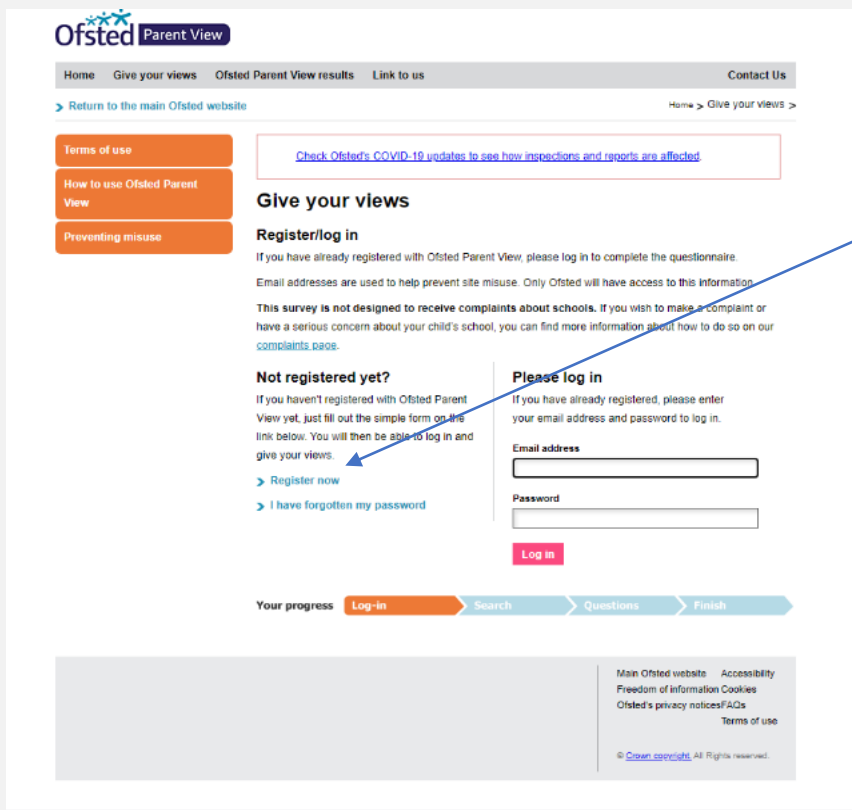 Ofsted Parent View
Home Give your views Ofsted Parent View results Link to us Contact Us
Return to the main Ofsted website Home > Give your views >
Terms of use
How to use Ofsted Parent
View
Preventing misuse
Check Ofsted's COVID-19 updates to see how inspections and reports are affected.
Give your views
Register/log in
If you have already registered with Ofsted Parent View, please log in to complete the questionnaire.
Email addresses are used to help prevent site misuse. Only Ofsted will have access to this information.
This survey is not designed to receive complaints about schools. If you wish to make a complaint or
have a serious concern about your child's school, you can find more information about how to do so on our
complaints page.
Not registered yet?
If you haven't registered with Ofsted Parent
View yet, just fill out the simple form on the
link below. You will then be able to log in and
give your views.
Register now
I have forgotten my password
Please log in
If you have already registered, please enter
your email address and password to log in.
Email address
Password
Log in
Your progress Log-in Search Questions Finish
Main Ofsted website Accessibility
Freedom of information Cookies
Ofsted's privacy notices FAQs
Terms of use
© Crown copyright. All Rights reserved.